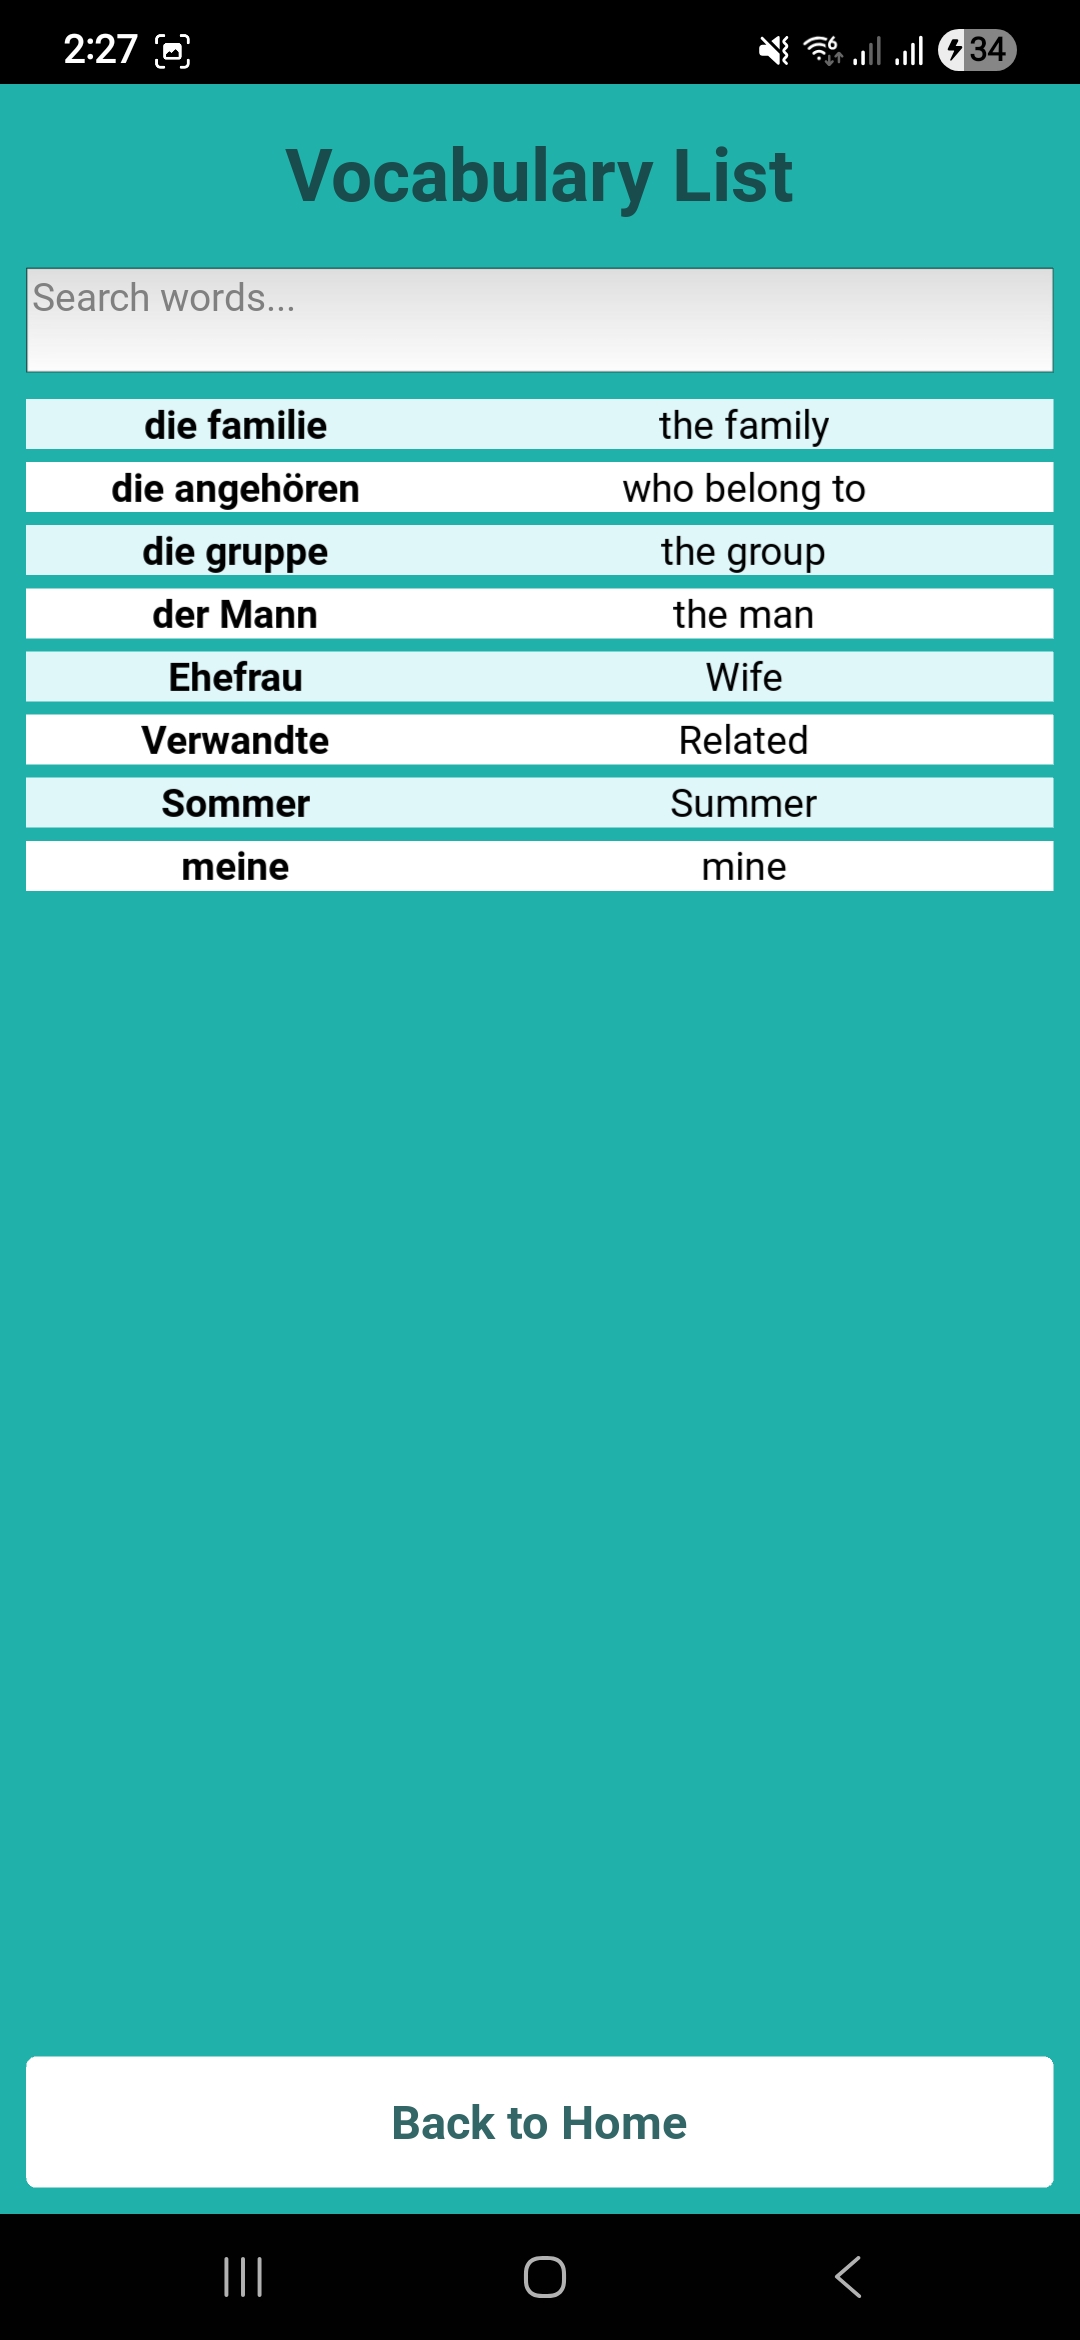 2:27
6
34
Vocabulary List
Search words...
die familie the family
die angehören who belong to
die gruppe the group
der Mann the man
Ehefrau Wife
Verwandte Related
Sommer Summer
meine mine
Back to Home